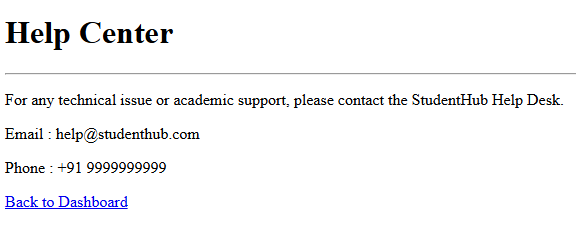 Help Center
For any technical issue or academic support, please contact the StudentHub Help Desk.
Email : help@studenthub.com
Phone : +91 9999999999
Back to Dashboard